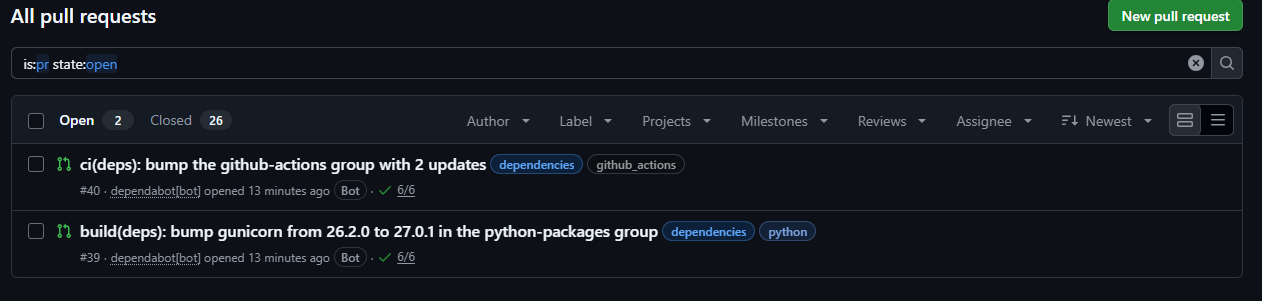 All pull requests
New pull request
is:pr state:open
Open 2 Closed 26 Author Label Projects Milestones Reviews Assignee Newest
ci(deps): bump the github-actions group with 2 updates dependencies github_actions
#40 · dependabot[bot] opened 13 minutes ago Bot · 6/6
build(deps): bump gunicorn from 26.2.0 to 27.0.1 in the python-packages group dependencies python
#39 · dependabot[bot] opened 13 minutes ago Bot · 6/6